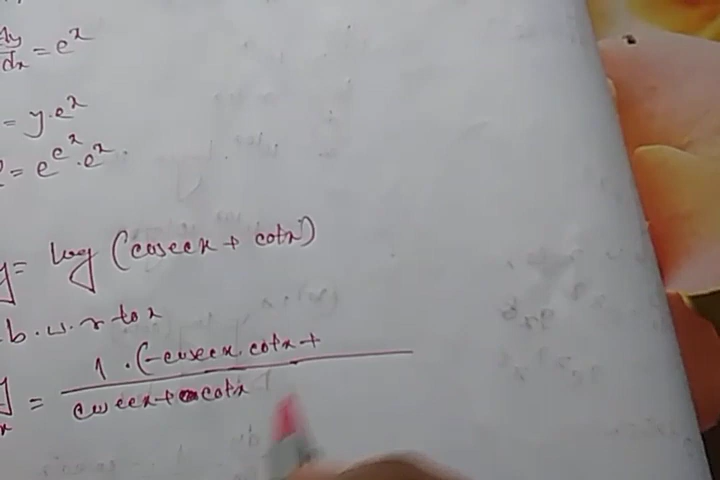 dy/dx = e^x
= y·e^x
= e^e^x·e^x.
y = log (cosecx + cotx)
b.w.r to x
= 1·(-cosecx.cotx+ / cosecx+cotx